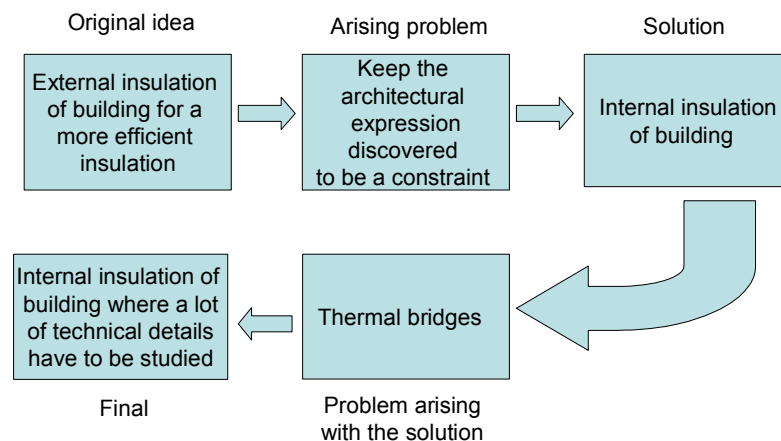 Original idea
Arising problem
Solution
External insulation
of building for a
more efficient
insulation
Keep the
architectural
expression
discovered
to be a constraint
Internal insulation
of building
Internal insulation of
building where a lot
of technical details
have to be studied
Thermal bridges
Final
Problem arising
with the solution